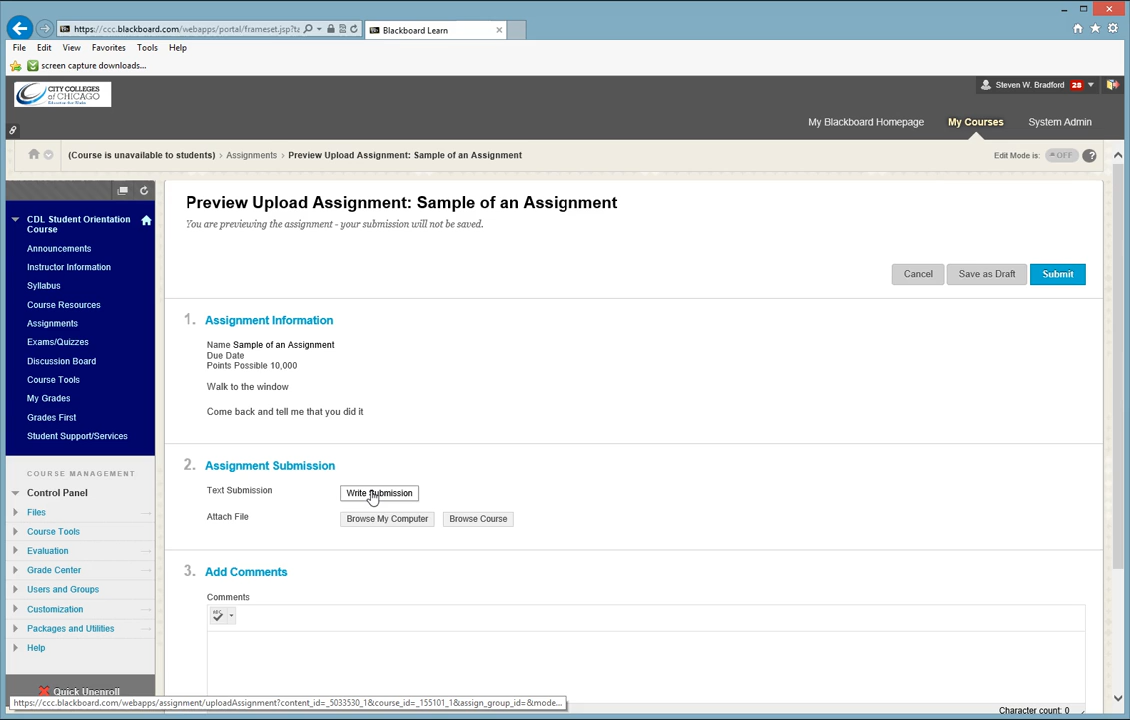 https://ccc.blackboard.com/webapps/portal/frameset.jsp?ta
Blackboard Learn
File Edit View Favorites Tools Help
screen capture downloads...
CITY COLLEGES
of CHICAGO
Steven W. Bradford 28
My Blackboard Homepage My Courses System Admin
(Course is unavailable to students) > Assignments > Preview Upload Assignment: Sample of an Assignment
Edit Mode is: OFF ?
CDL Student Orientation
Course
Announcements
Instructor Information
Syllabus
Course Resources
Assignments
Exams/Quizzes
Discussion Board
Course Tools
My Grades
Grades First
Student Support/Services
COURSE MANAGEMENT
Control Panel
Files
Course Tools
Evaluation
Grade Center
Users and Groups
Customization
Packages and Utilities
Help
Quick Unenroll
Preview Upload Assignment: Sample of an Assignment
You are previewing the assignment - your submission will not be saved.
Cancel Save as Draft Submit
1. Assignment Information
Name Sample of an Assignment
Due Date
Points Possible 10,000
Walk to the window
Come back and tell me that you did it
2. Assignment Submission
Text Submission Write Submission
Attach File Browse My Computer Browse Course
3. Add Comments
Comments
ABC
Character count: 0
https://ccc.blackboard.com/webapps/assignment/uploadAssignment?content_id=_5033530_1&course_id=_155101_1&assign_group_id=&mode...